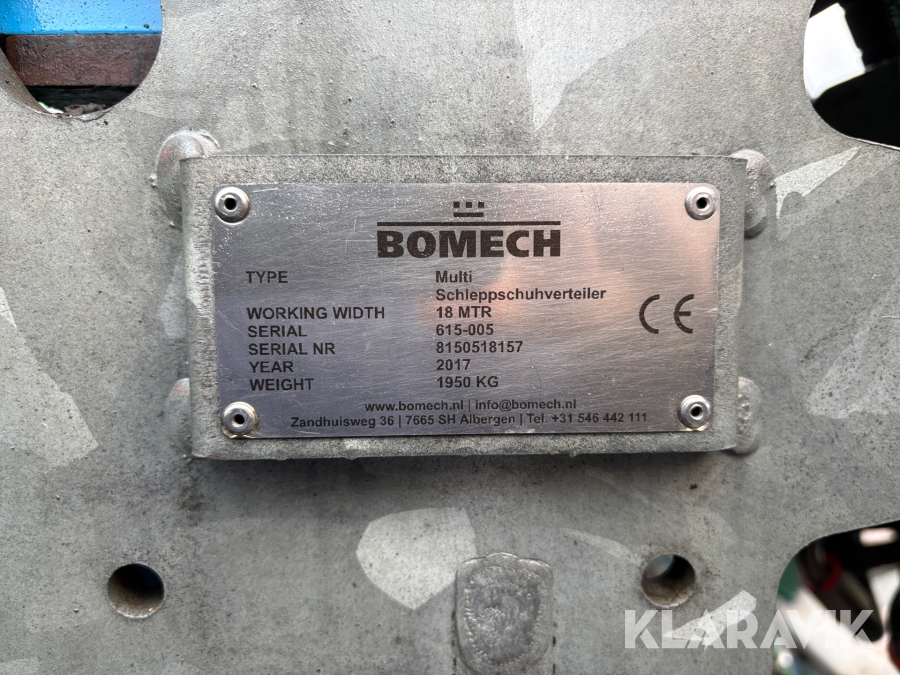 BOMECH
TYPE Multi
Schleppschuhverteiler
WORKING WIDTH 18 MTR
SERIAL 615-005
SERIAL NR 8150518157
YEAR 2017
WEIGHT 1950 KG
CE
www.bomech.nl | info@bomech.nl
Zandhuisweg 36 | 7665 SH Albergen | Tel. +31 546 442 111
KLARAVIK